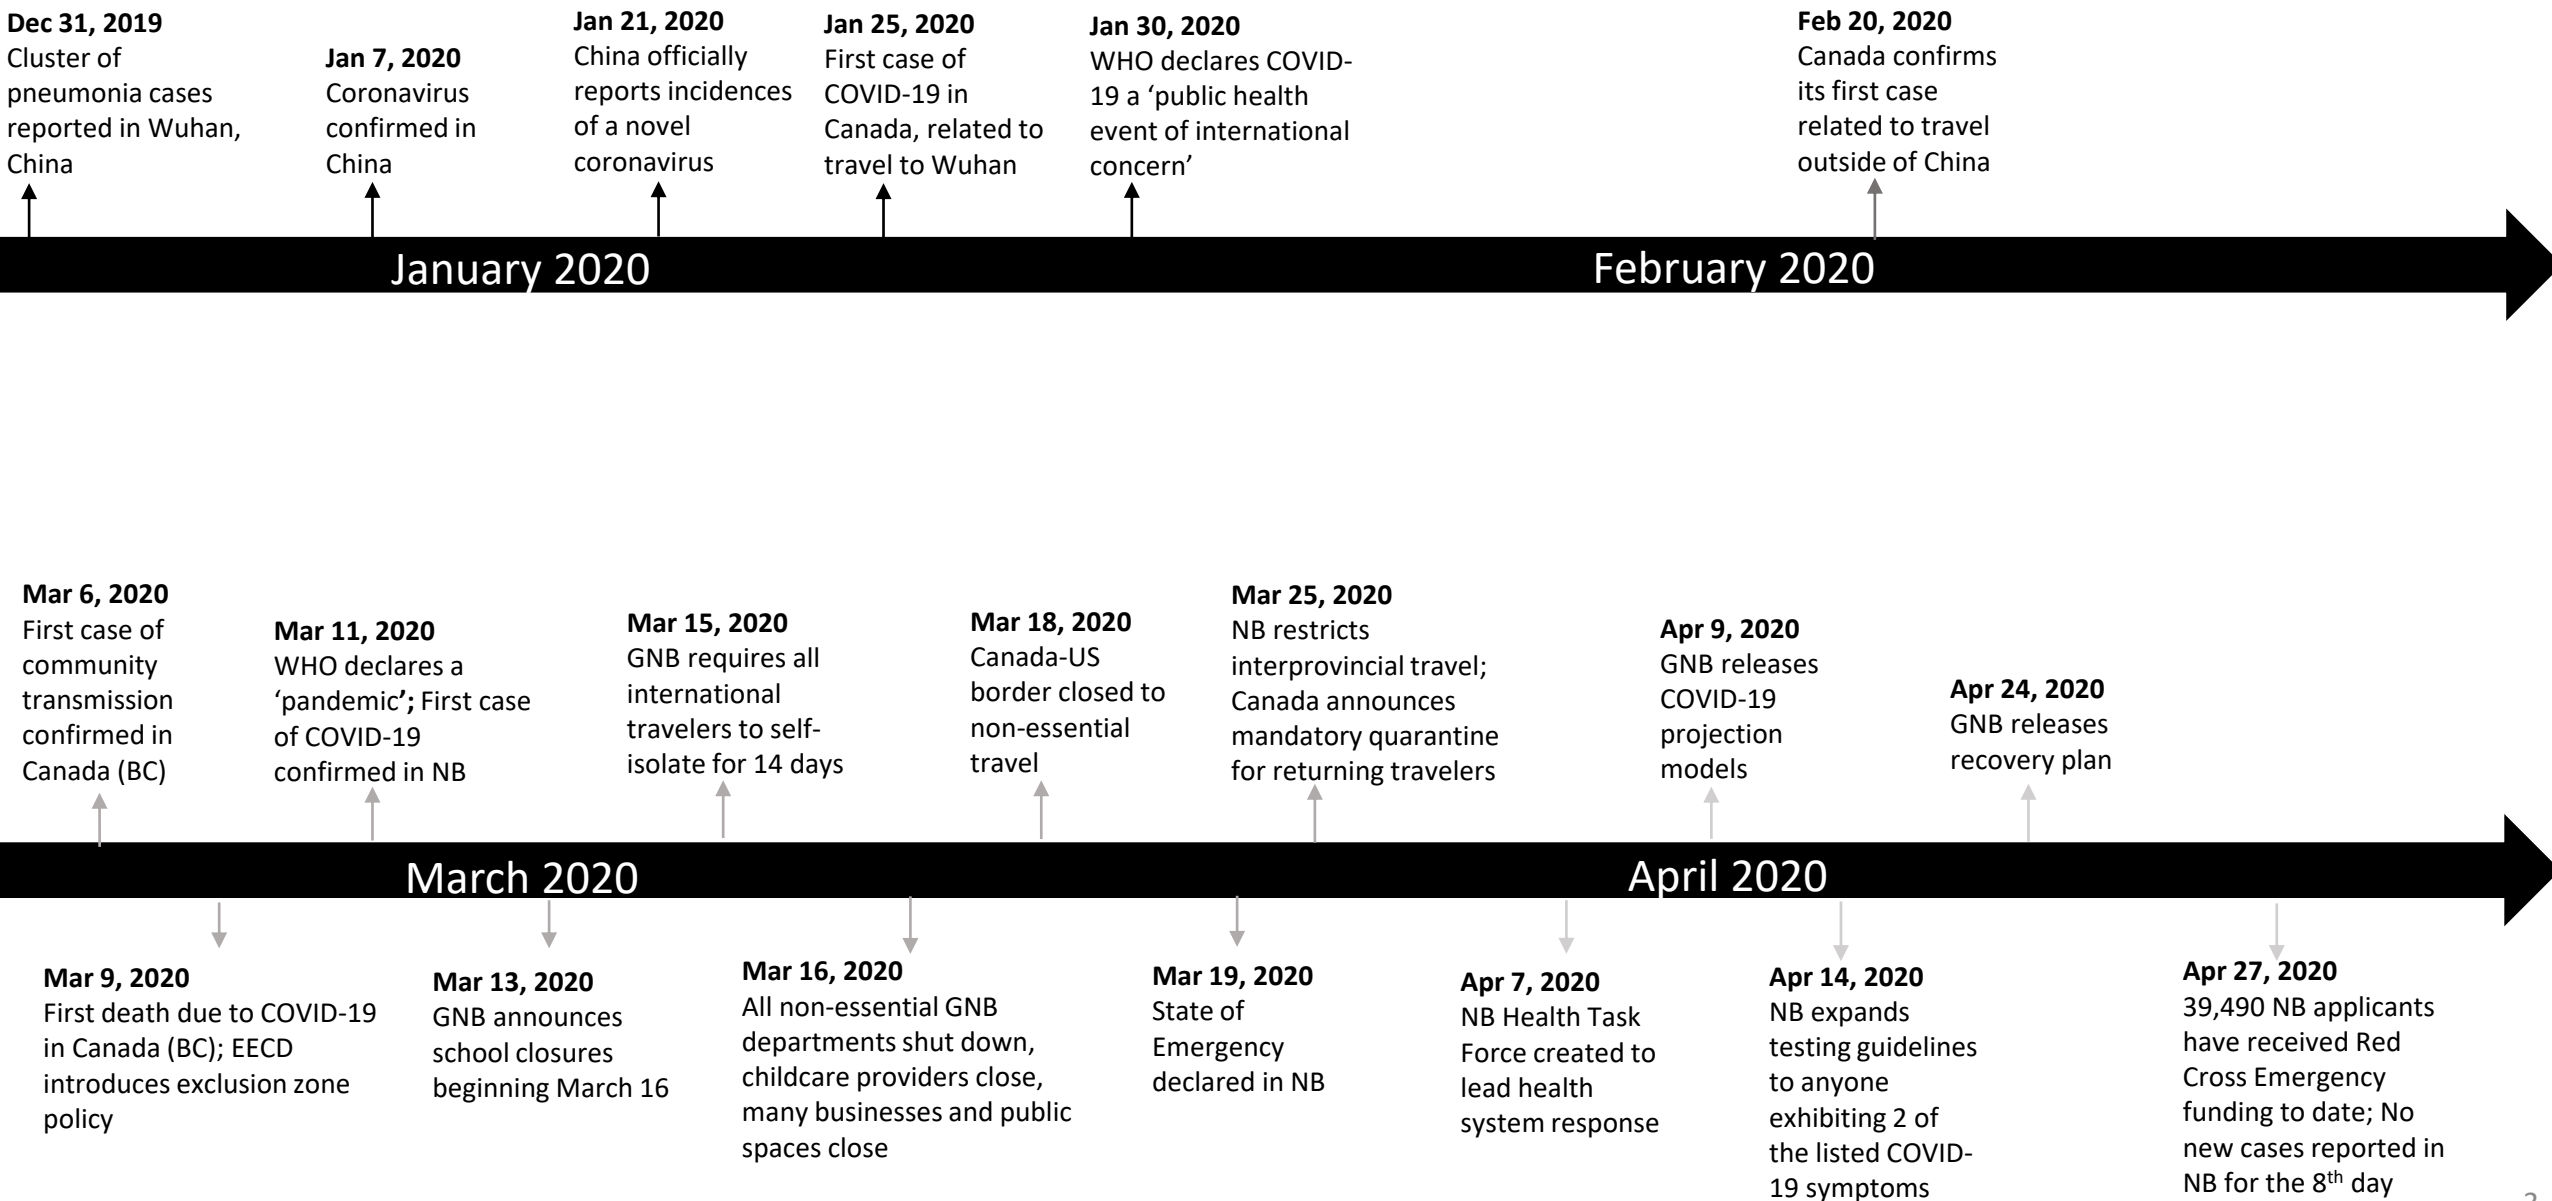 Dec 31, 2019
Cluster of
pneumonia cases
reported in Wuhan,
China
Jan 7, 2020
Coronavirus
confirmed in
China
Jan 21, 2020
China officially
reports incidences
of a novel
coronavirus
Jan 25, 2020
First case of
COVID-19 in
Canada, related to
travel to Wuhan
Jan 30, 2020
WHO declares COVID-
19 a ‘public health
event of international
concern’
Feb 20, 2020
Canada confirms
its first case
related to travel
outside of China
January 2020
February 2020
Mar 6, 2020
First case of
community
transmission
confirmed in
Canada (BC)
Mar 11, 2020
WHO declares a
‘pandemic’; First case
of COVID-19
confirmed in NB
Mar 15, 2020
GNB requires all
international
travelers to self-
isolate for 14 days
Mar 18, 2020
Canada-US
border closed to
non-essential
travel
Mar 25, 2020
NB restricts
interprovincial travel;
Canada announces
mandatory quarantine
for returning travelers
Apr 9, 2020
GNB releases
COVID-19
projection
models
Apr 24, 2020
GNB releases
recovery plan
March 2020
April 2020
Mar 9, 2020
First death due to COVID-19
in Canada (BC); EECD
introduces exclusion zone
policy
Mar 13, 2020
GNB announces
school closures
beginning March 16
Mar 16, 2020
All non-essential GNB
departments shut down,
childcare providers close,
many businesses and public
spaces close
Mar 19, 2020
State of
Emergency
declared in NB
Apr 7, 2020
NB Health Task
Force created to
lead health
system response
Apr 14, 2020
NB expands
testing guidelines
to anyone
exhibiting 2 of
the listed COVID-
19 symptoms
Apr 27, 2020
39,490 NB applicants
have received Red
Cross Emergency
funding to date; No
new cases reported in
NB for the 8th day